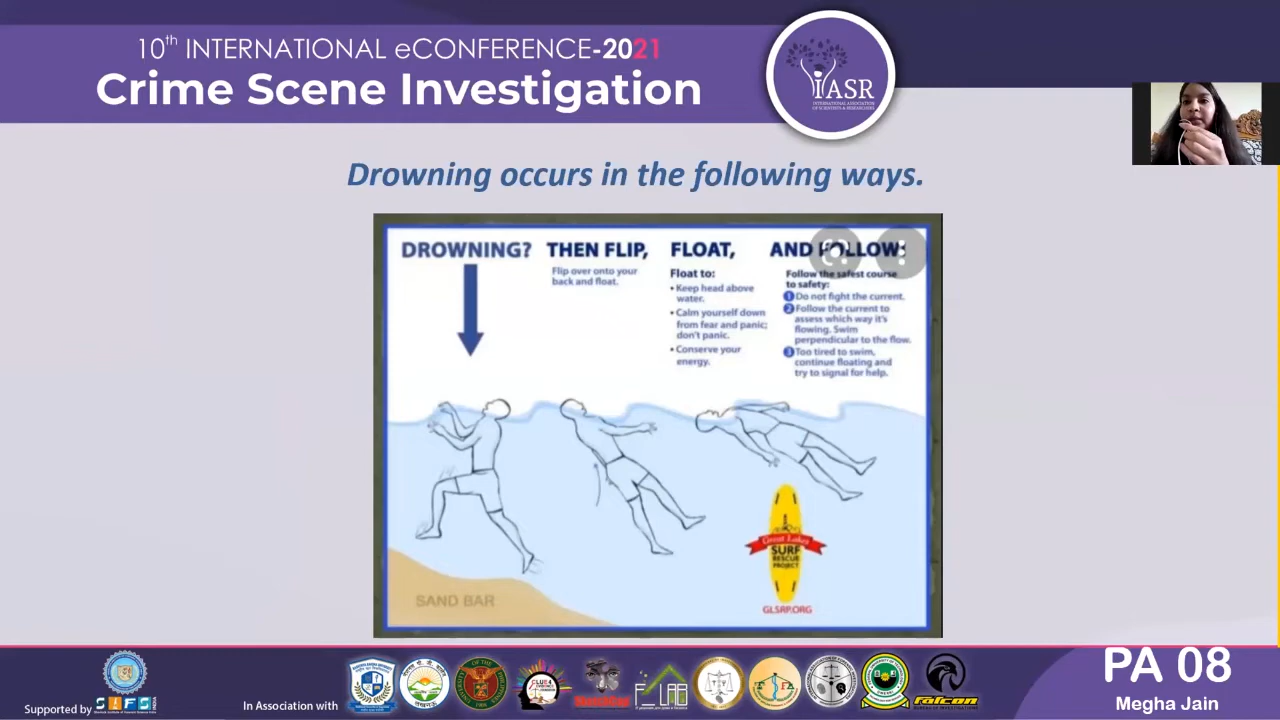 10th INTERNATIONAL eCONFERENCE-2021
Crime Scene Investigation
iASR
INTERNATIONAL ASSOCIATION
OF SCIENTISTS & RESEARCHERS
Drowning occurs in the following ways.
DROWNING?
THEN FLIP,
Flip over onto your
back and float.
FLOAT,
Float to:
• Keep head above
water.
• Calm yourself down
from fear and panic;
don't panic.
• Conserve your
energy.
AND FOLLOW:
Follow the safest course
to safety:
1 Do not fight the current.
2 Follow the current to
assess which way it's
flowing. Swim
perpendicular to the flow.
3 Too tired to swim,
continue floating and
try to signal for help.
SAND BAR
Great Lakes
SURF
RESCUE
PROJECT
GLSRP.ORG
Supported by
SIFS
In Association with
CLUE4
F LAB
falcon
PA 08
Megha Jain